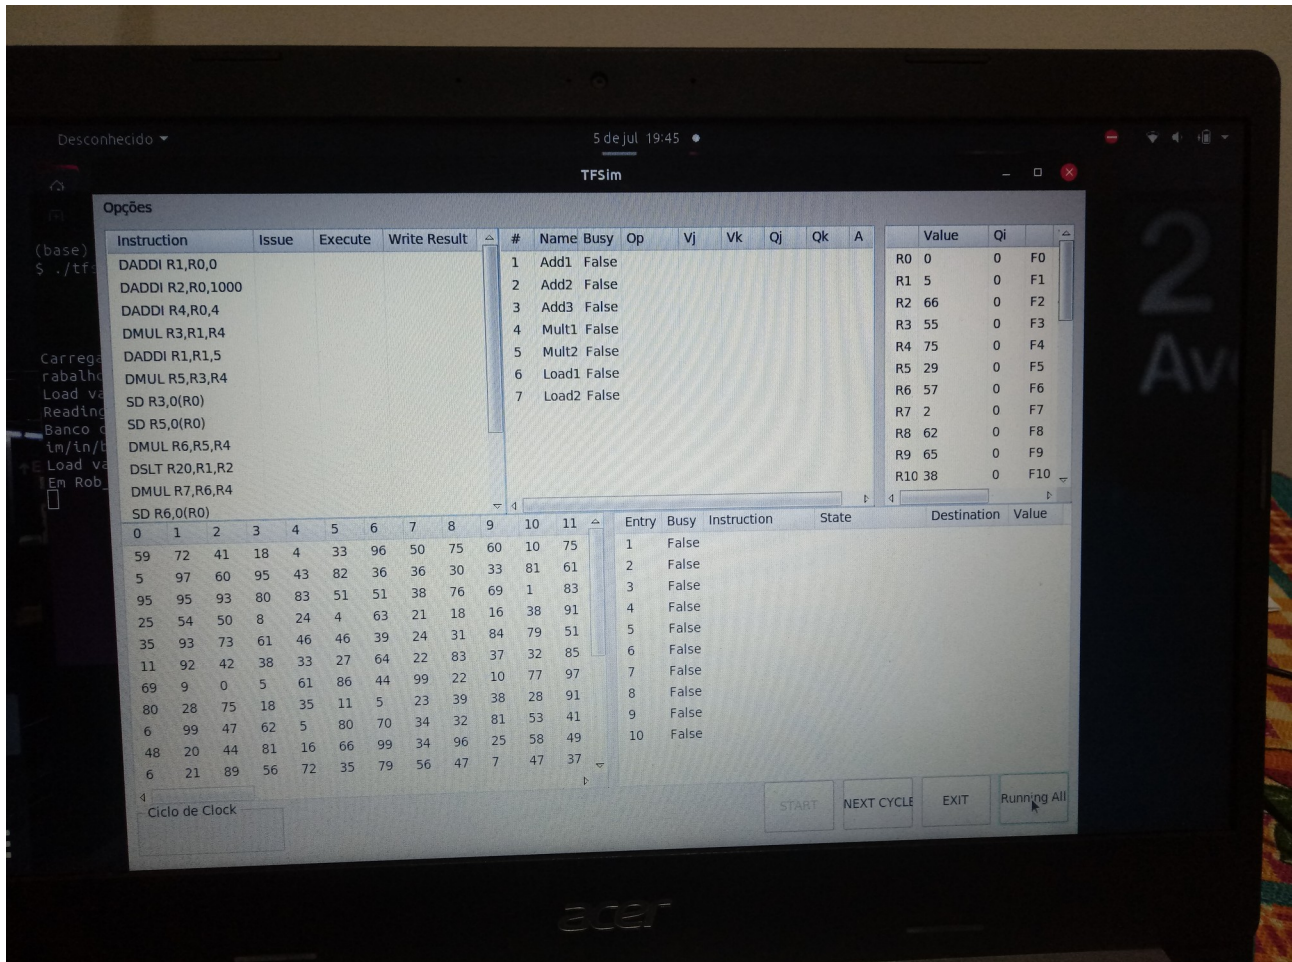 Desconhecido
5 de jul 19:45
TFSim
Opções
(base)
$ ./tfs
Carrega
rabalho
Load va
Reading
Banco
im/in/b
Load va
Em Rob_
Instruction Issue Execute Write Result
DADDI R1,R0,0
DADDI R2,R0,1000
DADDI R4,R0,4
DMUL R3,R1,R4
DADDI R1,R1,5
DMUL R5,R3,R4
SD R3,0(R0)
SD R5,0(R0)
DMUL R6,R5,R4
DSLT R20,R1,R2
DMUL R7,R6,R4
SD R6,0(R0)
# Name Busy Op Vj Vk Qj Qk A
1 Add1 False
2 Add2 False
3 Add3 False
4 Mult1 False
5 Mult2 False
6 Load1 False
7 Load2 False
Value Qi
R0 0 0 F0
R1 5 0 F1
R2 66 0 F2
R3 55 0 F3
R4 75 0 F4
R5 29 0 F5
R6 57 0 F6
R7 2 0 F7
R8 62 0 F8
R9 65 0 F9
R10 38 0 F10
0 1 2 3 4 5 6 7 8 9 10 11
59 72 41 18 4 33 96 50 75 60 10 75
5 97 60 95 43 82 36 36 30 33 81 61
95 95 93 80 83 51 51 38 76 69 1 83
25 54 50 8 24 4 63 21 18 16 38 91
35 93 73 61 46 46 39 24 31 84 79 51
11 92 42 38 33 27 64 22 83 37 32 85
69 9 0 5 61 86 44 99 22 10 77 97
80 28 75 18 35 11 5 23 39 38 28 91
6 99 47 62 5 80 70 34 32 81 53 41
48 20 44 81 16 66 99 34 96 25 58 49
6 21 89 56 72 35 79 56 47 7 47 37
Entry Busy Instruction State Destination Value
1 False
2 False
3 False
4 False
5 False
6 False
7 False
8 False
9 False
10 False
Ciclo de Clock
START NEXT CYCLE EXIT Running All
2
Av
acer